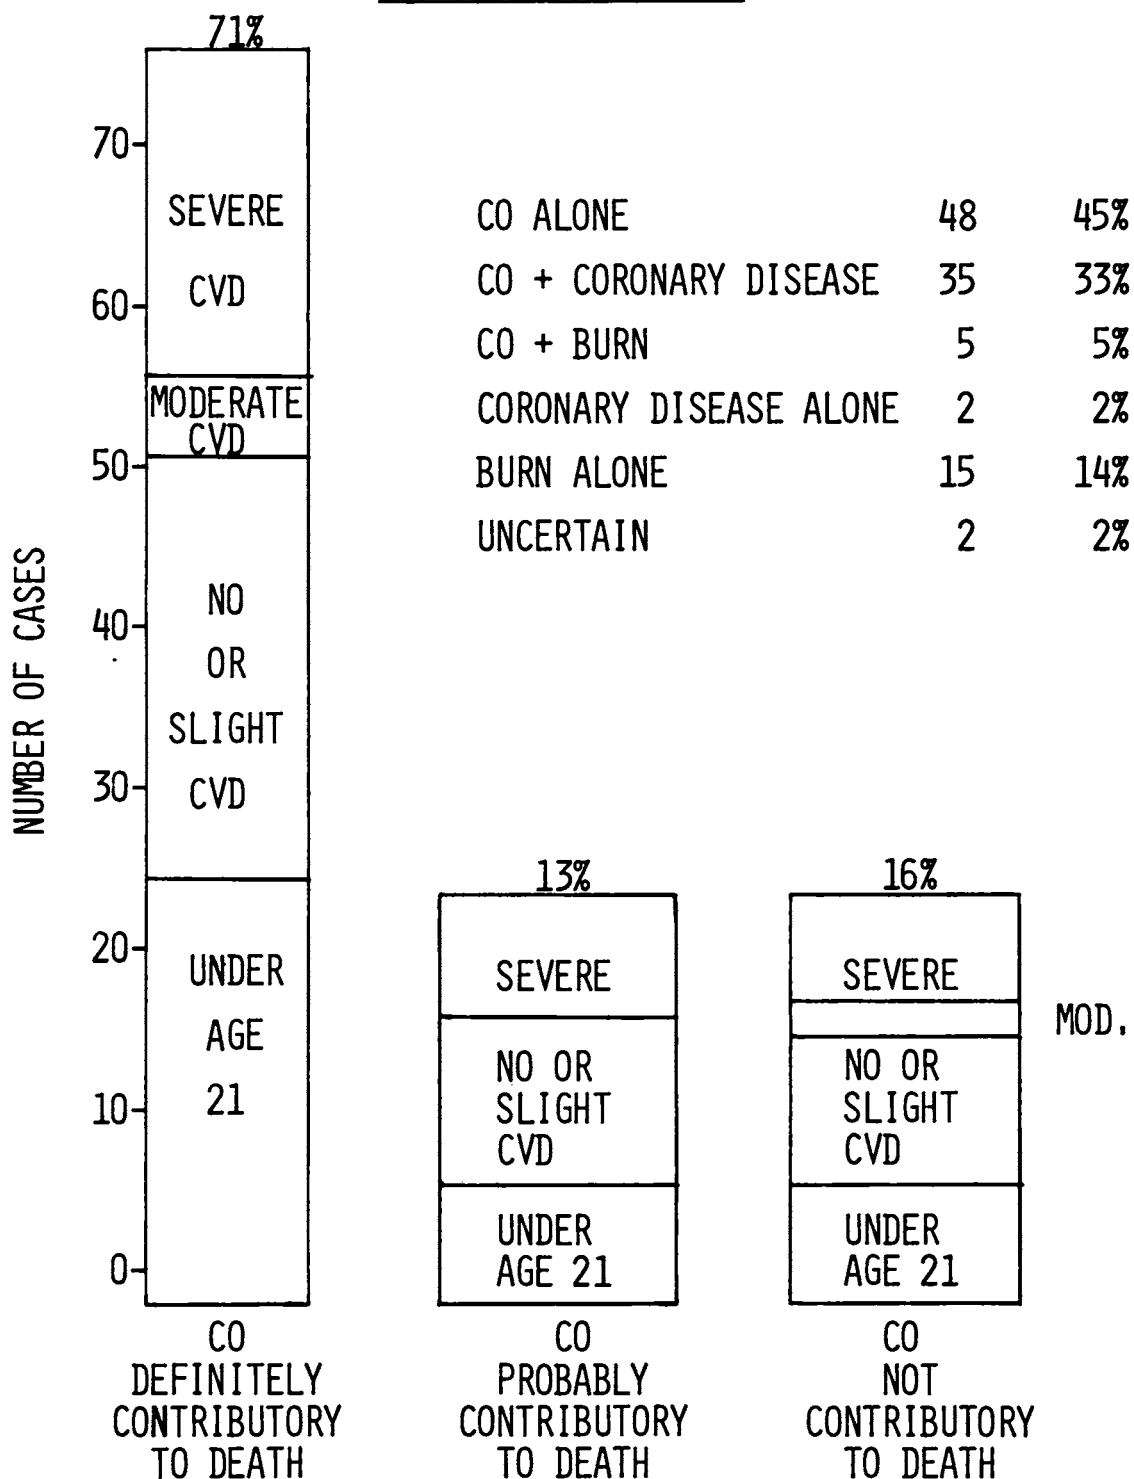 71%
70
SEVERE
CVD
60
MODERATE
CVD
50
NO
OR
SLIGHT
CVD
40
30
UNDER
AGE
21
20
10
0
NUMBER OF CASES
CO ALONE 48 45%
CO + CORONARY DISEASE 35 33%
CO + BURN 5 5%
CORONARY DISEASE ALONE 2 2%
BURN ALONE 15 14%
UNCERTAIN 2 2%
13%
SEVERE
NO OR
SLIGHT
CVD
UNDER
AGE 21
16%
SEVERE
MOD.
NO OR
SLIGHT
CVD
UNDER
AGE 21
CO
DEFINITELY
CONTRIBUTORY
TO DEATH
CO
PROBABLY
CONTRIBUTORY
TO DEATH
CO
NOT
CONTRIBUTORY
TO DEATH